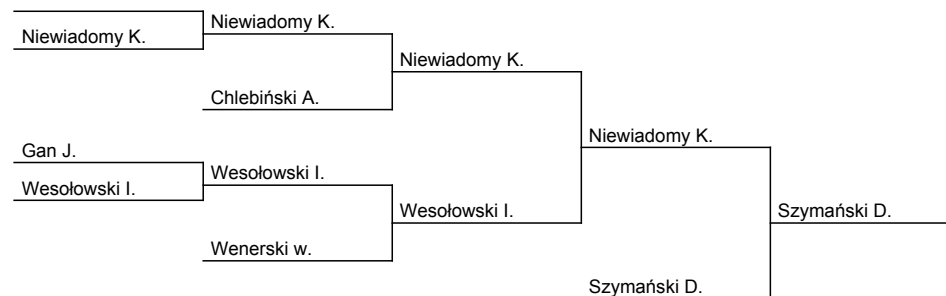 Niewiadomy K.
Niewiadomy K.
Niewiadomy K.
Chlebiński A.
Niewiadomy K.
Gan J.
Wesołowski I.
Wesołowski I.
Wesołowski I.
Szymański D.
Wenerski w.
Szymański D.